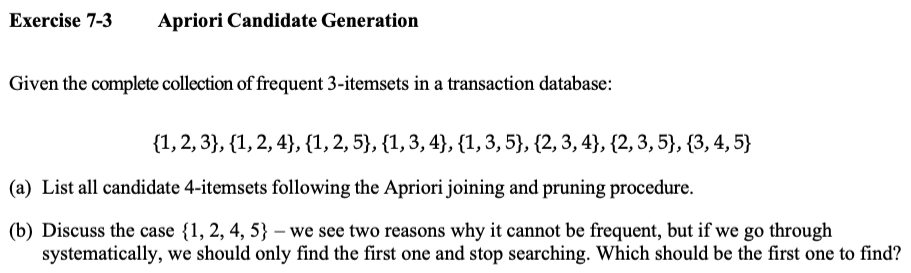 Exercise 7-3 Apriori Candidate Generation
Given the complete collection of frequent 3-itemsets in a transaction database:
{1, 2, 3}, {1, 2, 4}, {1, 2, 5}, {1, 3, 4}, {1, 3, 5}, {2, 3, 4}, {2, 3, 5}, {3, 4, 5}
(a) List all candidate 4-itemsets following the Apriori joining and pruning procedure.
(b) Discuss the case {1, 2, 4, 5} – we see two reasons why it cannot be frequent, but if we go through
systematically, we should only find the first one and stop searching. Which should be the first one to find?